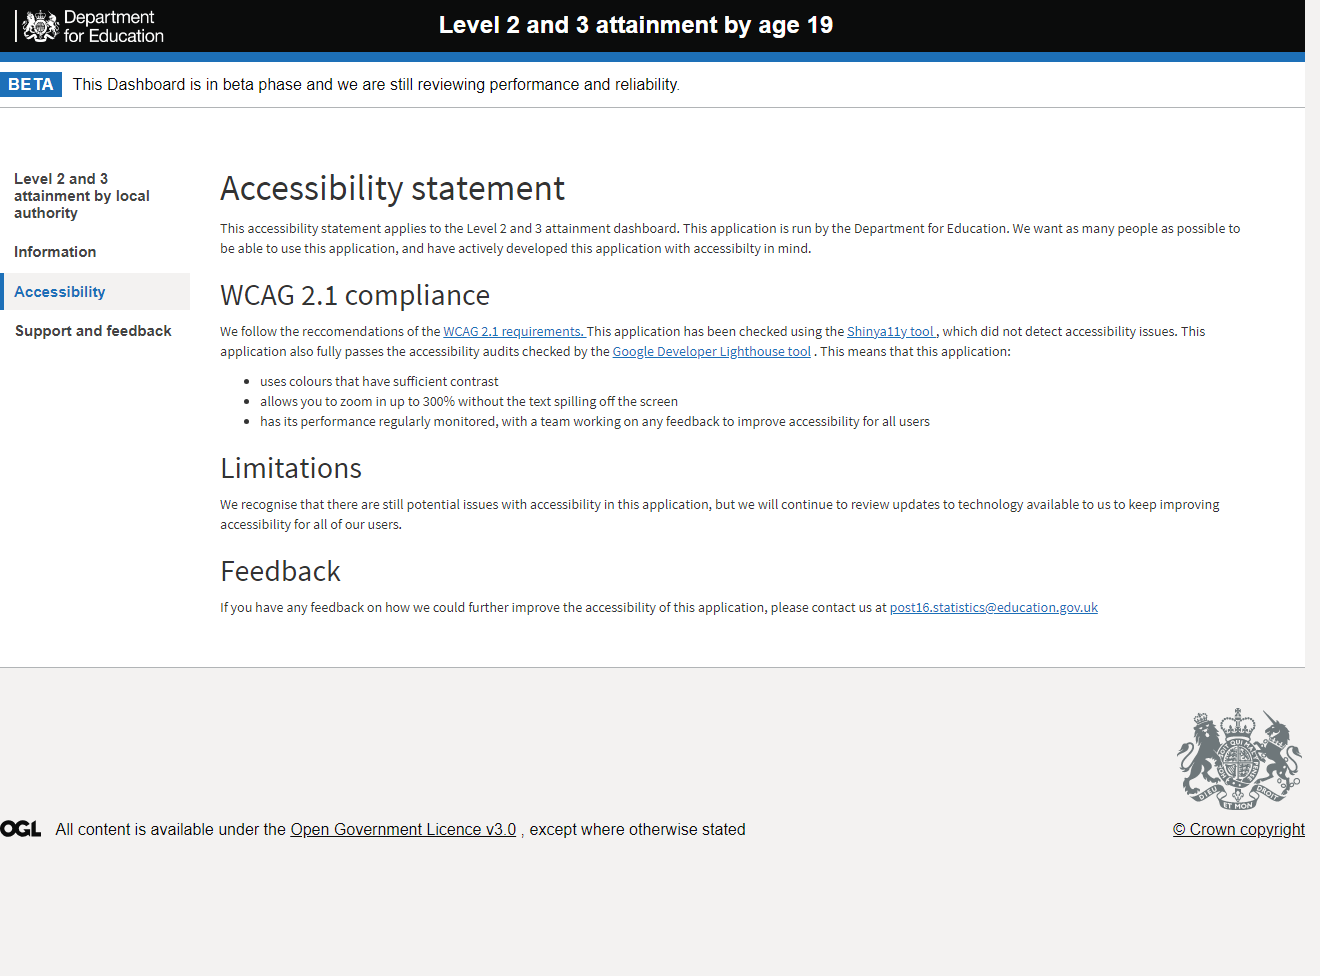 Department
for Education
Level 2 and 3 attainment by age 19
BETA This Dashboard is in beta phase and we are still reviewing performance and reliability.
Level 2 and 3
attainment by local
authority
Information
Accessibility
Support and feedback
Accessibility statement
This accessibility statement applies to the Level 2 and 3 attainment dashboard. This application is run by the Department for Education. We want as many people as possible to
be able to use this application, and have actively developed this application with accessibilty in mind.
WCAG 2.1 compliance
We follow the reccomendations of the WCAG 2.1 requirements. This application has been checked using the Shinya11y tool , which did not detect accessibility issues. This
application also fully passes the accessibility audits checked by the Google Developer Lighthouse tool . This means that this application:
• uses colours that have sufficient contrast
• allows you to zoom in up to 300% without the text spilling off the screen
• has its performance regularly monitored, with a team working on any feedback to improve accessibility for all users
Limitations
We recognise that there are still potential issues with accessibility in this application, but we will continue to review updates to technology available to us to keep improving
accessibility for all of our users.
Feedback
If you have any feedback on how we could further improve the accessibility of this application, please contact us at post16.statistics@education.gov.uk
DIEU ET MON DROIT
OGL All content is available under the Open Government Licence v3.0 , except where otherwise stated
© Crown copyright